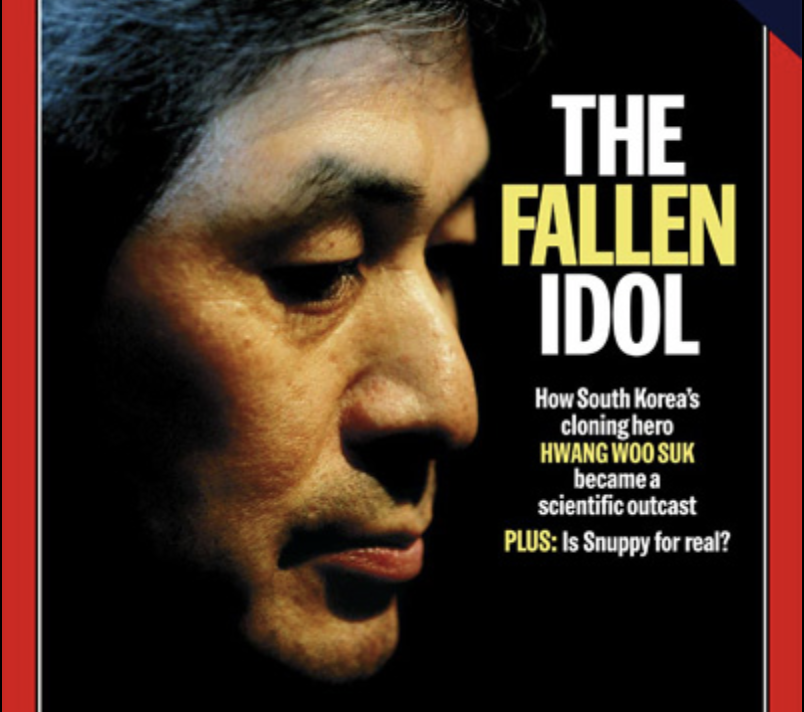 THE
FALLEN
IDOL
How South Korea's
cloning hero
HWANG WOO SUK
became a
scientific outcast
PLUS: Is Snuppy for real?